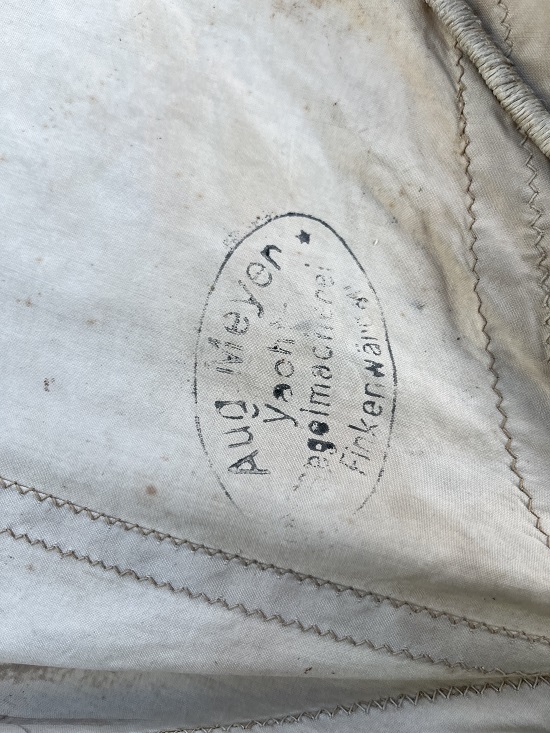 Aug Meyer
Yacht
Segelmacherei
Finkenwärder